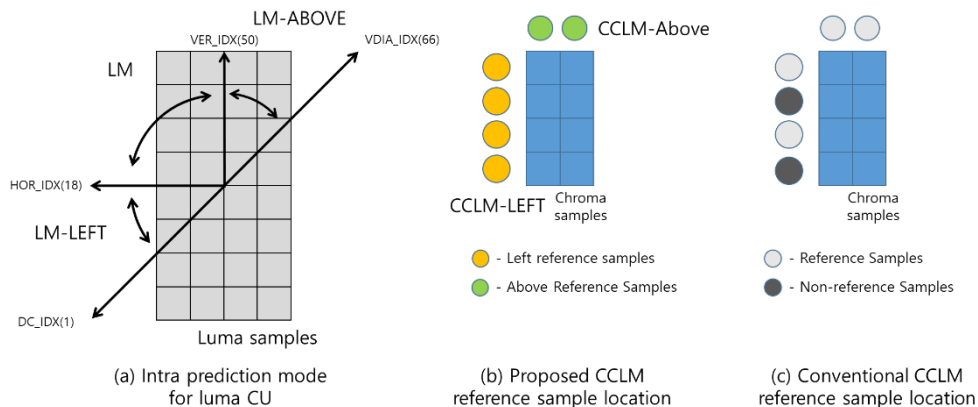 LM-ABOVE
VER_IDX(50)
VDIA_IDX(66)
LM
HOR_IDX(18)
LM-LEFT
DC_IDX(1)
Luma samples
(a) Intra prediction mode
for luma CU
CCLM-Above
CCLM-LEFT
Chroma
samples
- Left reference samples
- Above Reference Samples
(b) Proposed CCLM
reference sample location
Chroma
samples
- Reference Samples
- Non-reference Samples
(c) Conventional CCLM
reference sample location